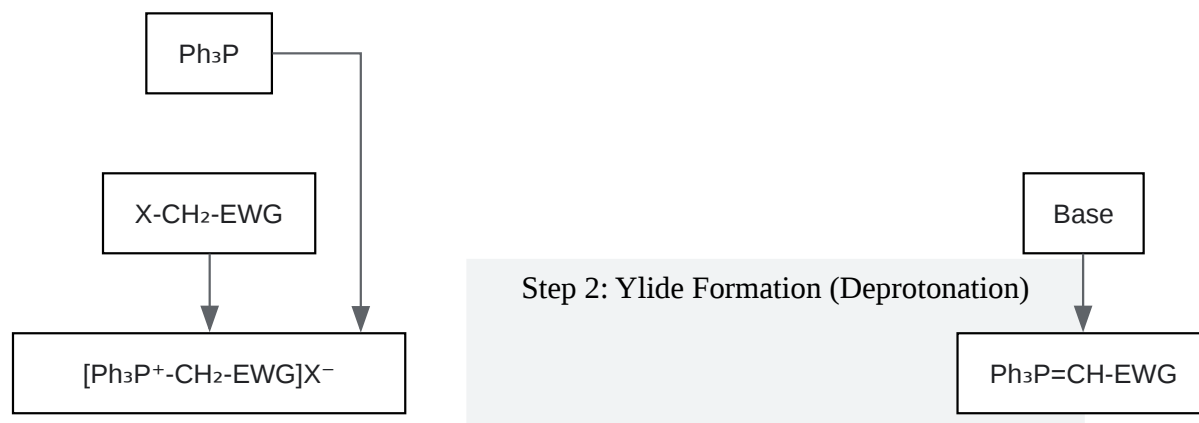 Ph₃P
X-CH₂-EWG
Base
Step 2: Ylide Formation (Deprotonation)
[Ph₃P⁺-CH₂-EWG]X⁻
Ph₃P=CH-EWG